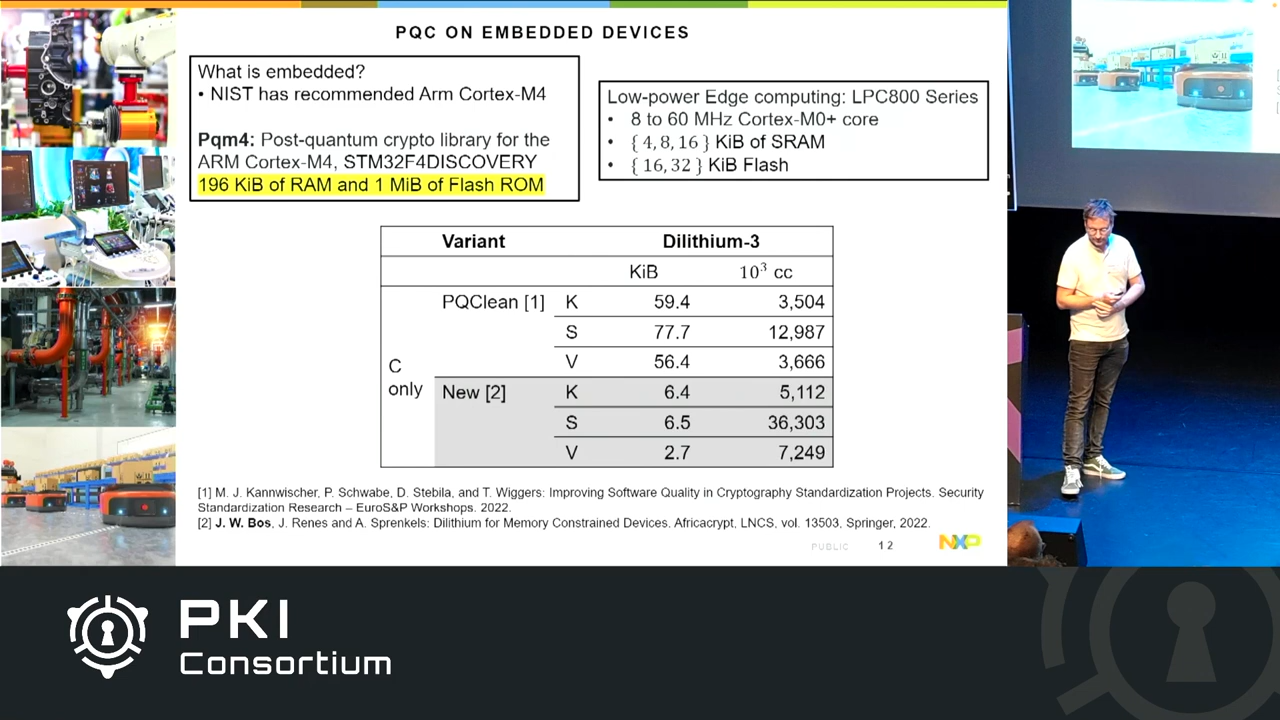 PQC ON EMBEDDED DEVICES
What is embedded?
• NIST has recommended Arm Cortex-M4
Pqm4: Post-quantum crypto library for the
ARM Cortex-M4, STM32F4DISCOVERY
196 KiB of RAM and 1 MiB of Flash ROM
Low-power Edge computing: LPC800 Series
• 8 to 60 MHz Cortex-M0+ core
• { 4, 8, 16 } KiB of SRAM
• { 16, 32 } KiB Flash
Variant Dilithium-3
KiB 10³ cc
C only
PQClean [1] K 59.4 3,504
S 77.7 12,987
V 56.4 3,666
New [2] K 6.4 5,112
S 6.5 36,303
V 2.7 7,249
[1] M. J. Kannwischer, P. Schwabe, D. Stebila, and T. Wiggers: Improving Software Quality in Cryptography Standardization Projects. Security
Standardization Research – EuroS&P Workshops. 2022.
[2] J. W. Bos, J. Renes and A. Sprenkels: Dilithium for Memory Constrained Devices. Africacrypt, LNCS, vol. 13503, Springer, 2022.
PUBLIC 12 NXP
PKI
Consortium